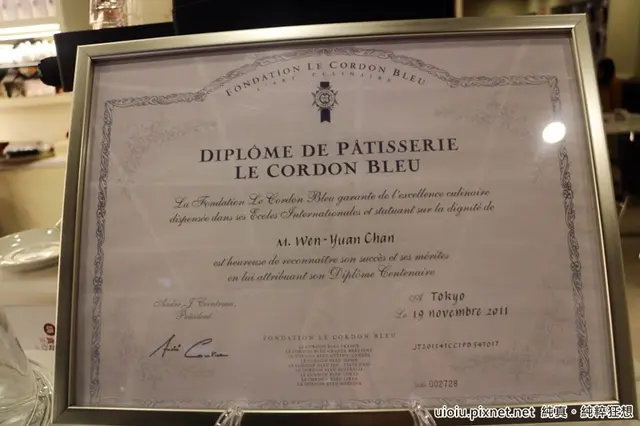 FONDATION LE CORDON BLEU
L'ART CULINAIRE
DIPLÔME DE PÂTISSERIE
LE CORDON BLEU
La Fondation Le Cordon Bleu garante de l'excellence culinaire
dispensée dans ses Ecoles Internationales et statuant sur la dignité de
M. Wen-Yuan Chan
est heureuse de reconnaître son succès et ses mérites
en lui attribuant son Diplôme Centenaire
André J. Cointreau
Président
A Tokyo
Le 19 novembre 2011
FONDATION LE CORDON BLEU
002728
uioiu.pixnet.net 純真・純粹狂想